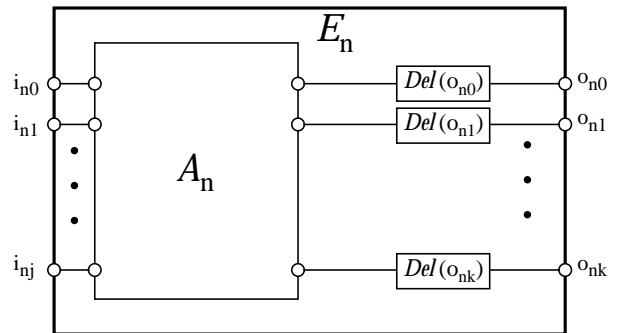 E_n
i_n0 Del(o_n0) o_n0
i_n1 Del(o_n1) o_n1
A_n
i_nj Del(o_nk) o_nk